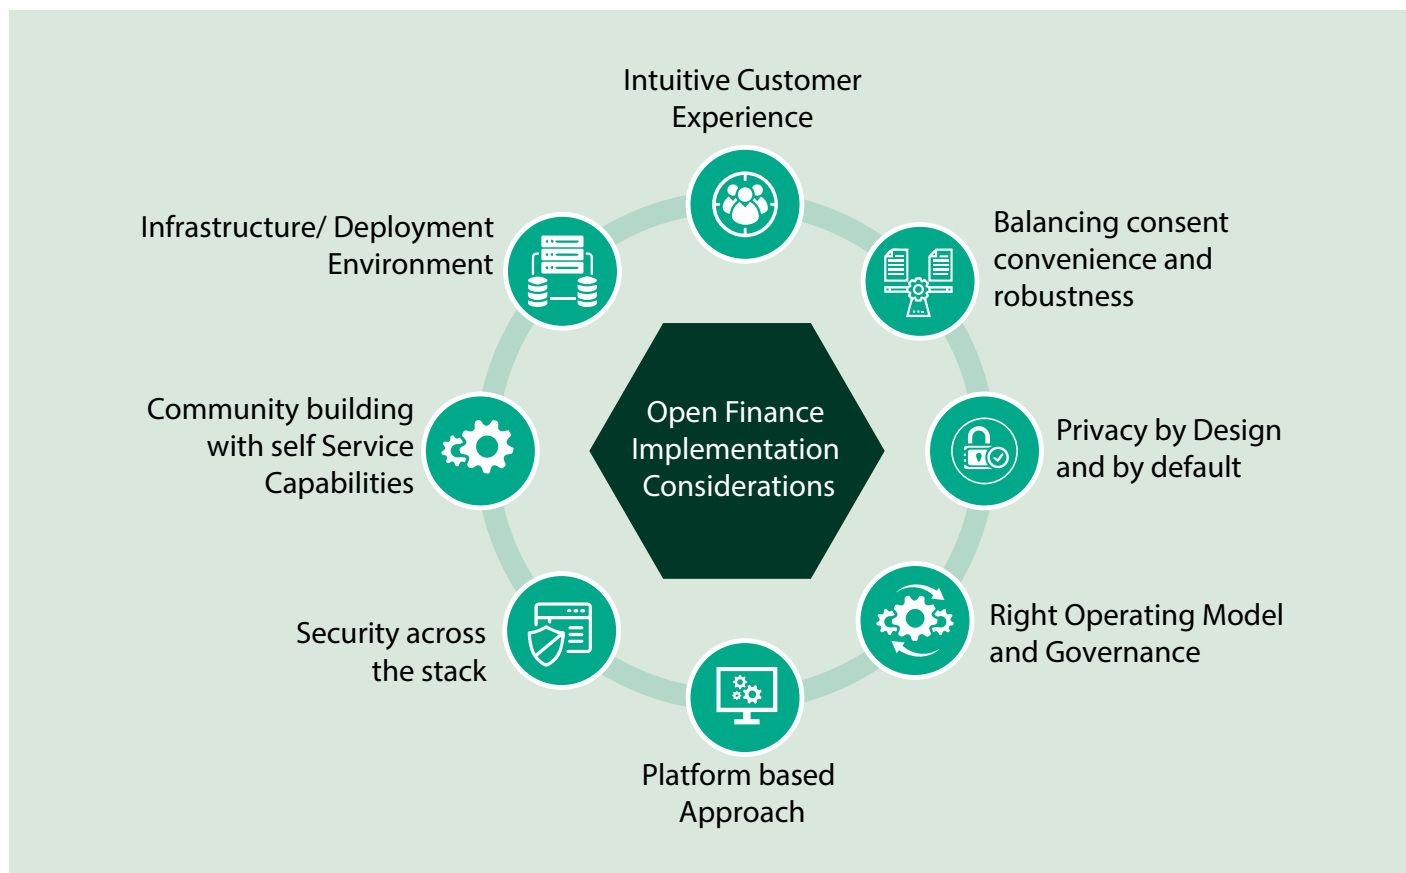 Intuitive Customer
Experience
Balancing consent
convenience and
robustness
Privacy by Design
and by default
Right Operating Model
and Governance
Platform based
Approach
Security across
the stack
Community building
with self Service
Capabilities
Infrastructure/ Deployment
Environment
Open Finance
Implementation
Considerations